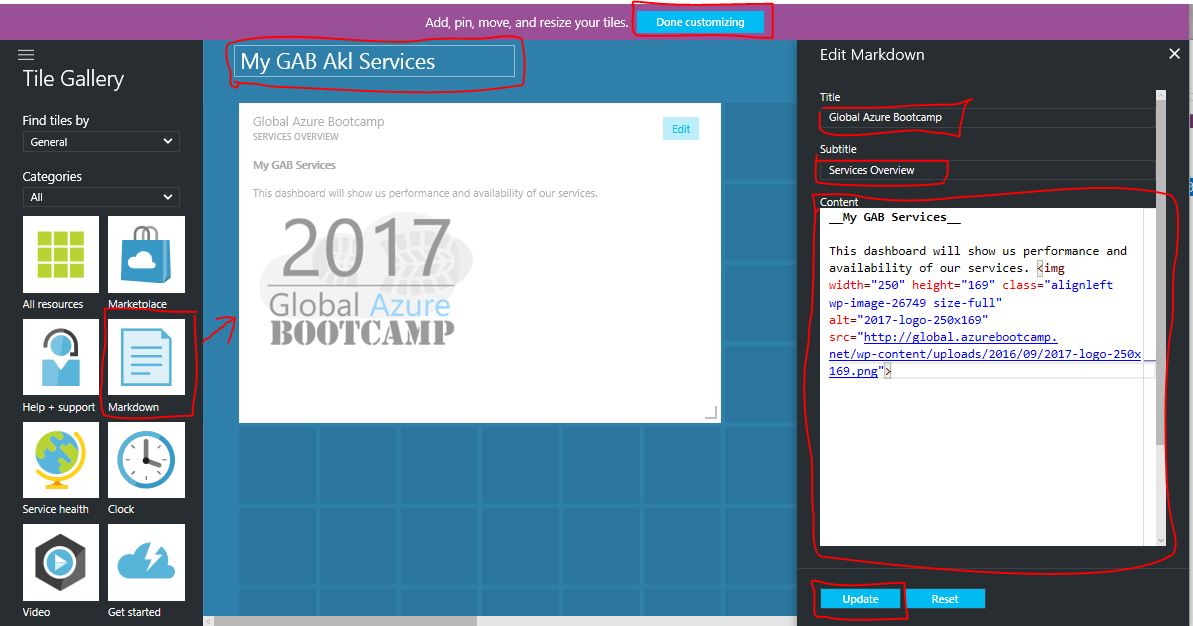 Add, pin, move, and resize your tiles.
Done customizing
Tile Gallery
Find tiles by
General
Categories
All
All resources
Marketplace
Help + support
Markdown
Service health
Clock
Video
Get started
My GAB Akl Services
Global Azure Bootcamp
SERVICES OVERVIEW
Edit
My GAB Services
This dashboard will show us performance and availability of our services.
2017
Global Azure
BOOTCAMP
Edit Markdown
Title
Global Azure Bootcamp
Subtitle
Services Overview
Content
__My GAB Services__
This dashboard will show us performance and
availability of our services. <img
width="250" height="169" class="alignleft
wp-image-26749 size-full"
alt="2017-logo-250x169"
src="http://global.azurebootcamp.
net/wp-content/uploads/2016/09/2017-logo-250x
169.png">
Update
Reset